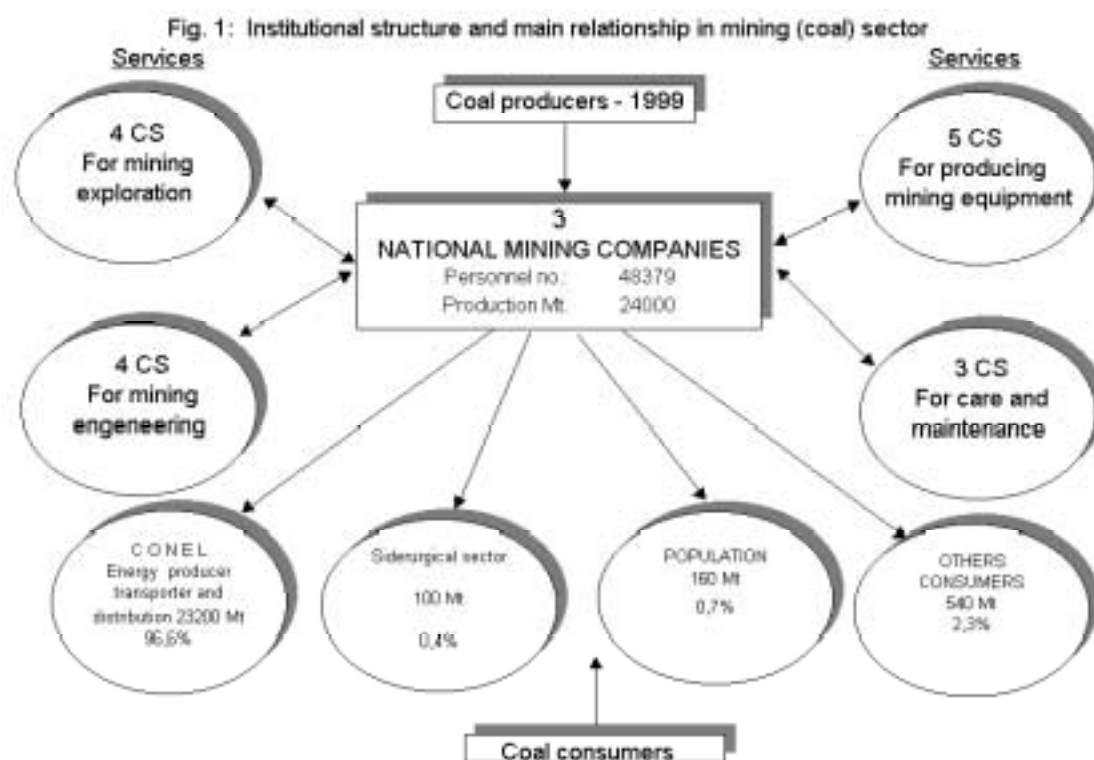 Fig. 1: Institutional structure and main relationship in mining (coal) sector
Services
Services
Coal producers - 1999
4 CS
For mining
exploration
5 CS
For producing
mining equipment
3
NATIONAL MINING COMPANIES
Personnel no.: 48379
Production Mt. 24000
4 CS
For mining
engeneering
3 CS
For care and
maintenance
C O N E L
Energy producer
transporter and
distribution 23200 Mt
96,6%
Siderurgical sector
100 Mt
0,4%
POPULATION
160 Mt
0,7%
OTHERS
CONSUMERS
540 Mt
2,3%
Coal consumers